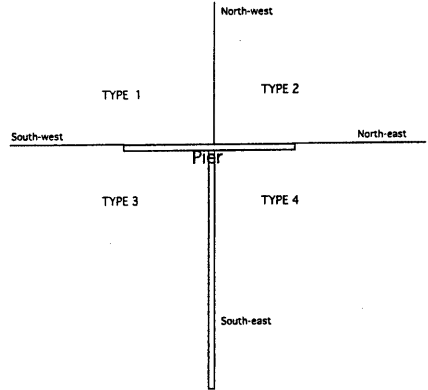 North-west
TYPE 1
TYPE 2
South-west
North-east
Pier
TYPE 3
TYPE 4
South-east